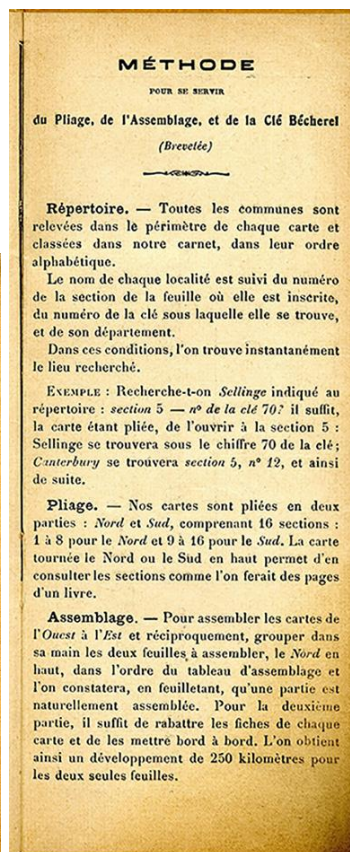 MÉTHODE
POUR SE SERVIR
du Pliage, de l'Assemblage, et de la Clé Bécherel
(Brevetée)
Répertoire. — Toutes les communes sont
relevées dans le périmètre de chaque carte et
classées dans notre carnet, dans leur ordre
alphabétique.
Le nom de chaque localité est suivi du numéro
de la section de la feuille où elle est inscrite,
du numéro de la clé sous laquelle elle se trouve,
et de son département.
Dans ces conditions, l'on trouve instantanément
le lieu recherché.
EXEMPLE : Recherche-t-on Sellinge indiqué au
répertoire : section 5 — nº de la clé 70? il suffit,
la carte étant pliée, de l'ouvrir à la section 5 :
Sellinge se trouvera sous le chiffre 70 de la clé;
Canterbury se trouvera section 5, nº 12, et ainsi
de suite.
Pliage. — Nos cartes sont pliées en deux
parties : Nord et Sud, comprenant 16 sections :
1 à 8 pour le Nord et 9 à 16 pour le Sud. La carte
tournée le Nord ou le Sud en haut permet d'en
consulter les sections comme l'on ferait des pages
d'un livre.
Assemblage. — Pour assembler les cartes de
l'Ouest à l'Est et réciproquement, grouper dans
sa main les deux feuilles à assembler, le Nord en
haut, dans l'ordre du tableau d'assemblage et
l'on constatera, en feuilletant, qu'une partie est
naturellement assemblée. Pour la deuxième
partie, il suffit de rabattre les fiches de chaque
carte et de les mettre bord à bord. L'on obtient
ainsi un développement de 250 kilomètres pour
les deux seules feuilles.